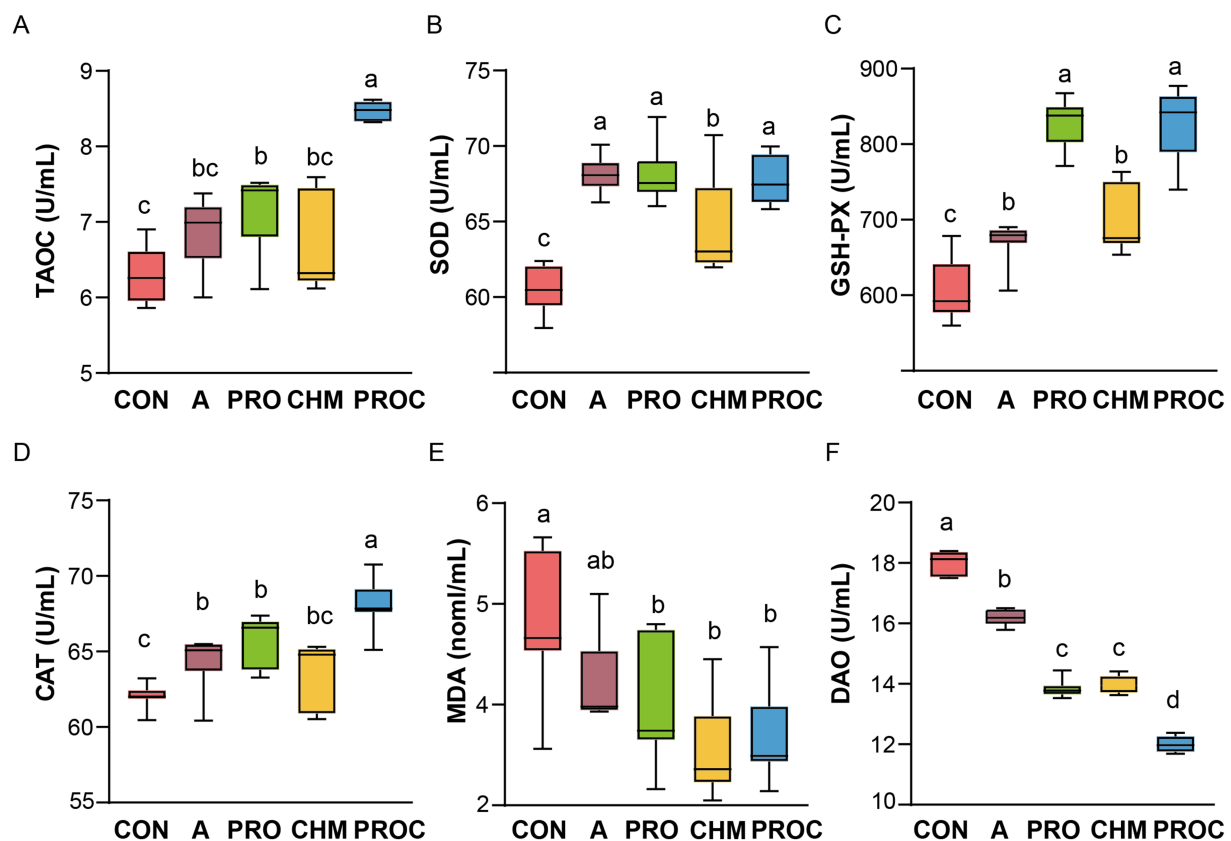 A
TAOC (U/mL)
9
8
7
6
5
c
bc
b
bc
a
CON A PRO CHM PROC
B
SOD (U/mL)
75
70
65
60
c
a
a
b
a
CON A PRO CHM PROC
C
GSH-PX (U/mL)
900
800
700
600
c
b
a
b
a
CON A PRO CHM PROC
D
CAT (U/mL)
75
70
65
60
55
c
b
b
bc
a
CON A PRO CHM PROC
E
MDA (noml/mL)
6
5
4
2
a
ab
b
b
b
CON A PRO CHM PROC
F
DAO (U/mL)
20
18
16
14
12
10
a
b
c
c
d
CON A PRO CHM PROC